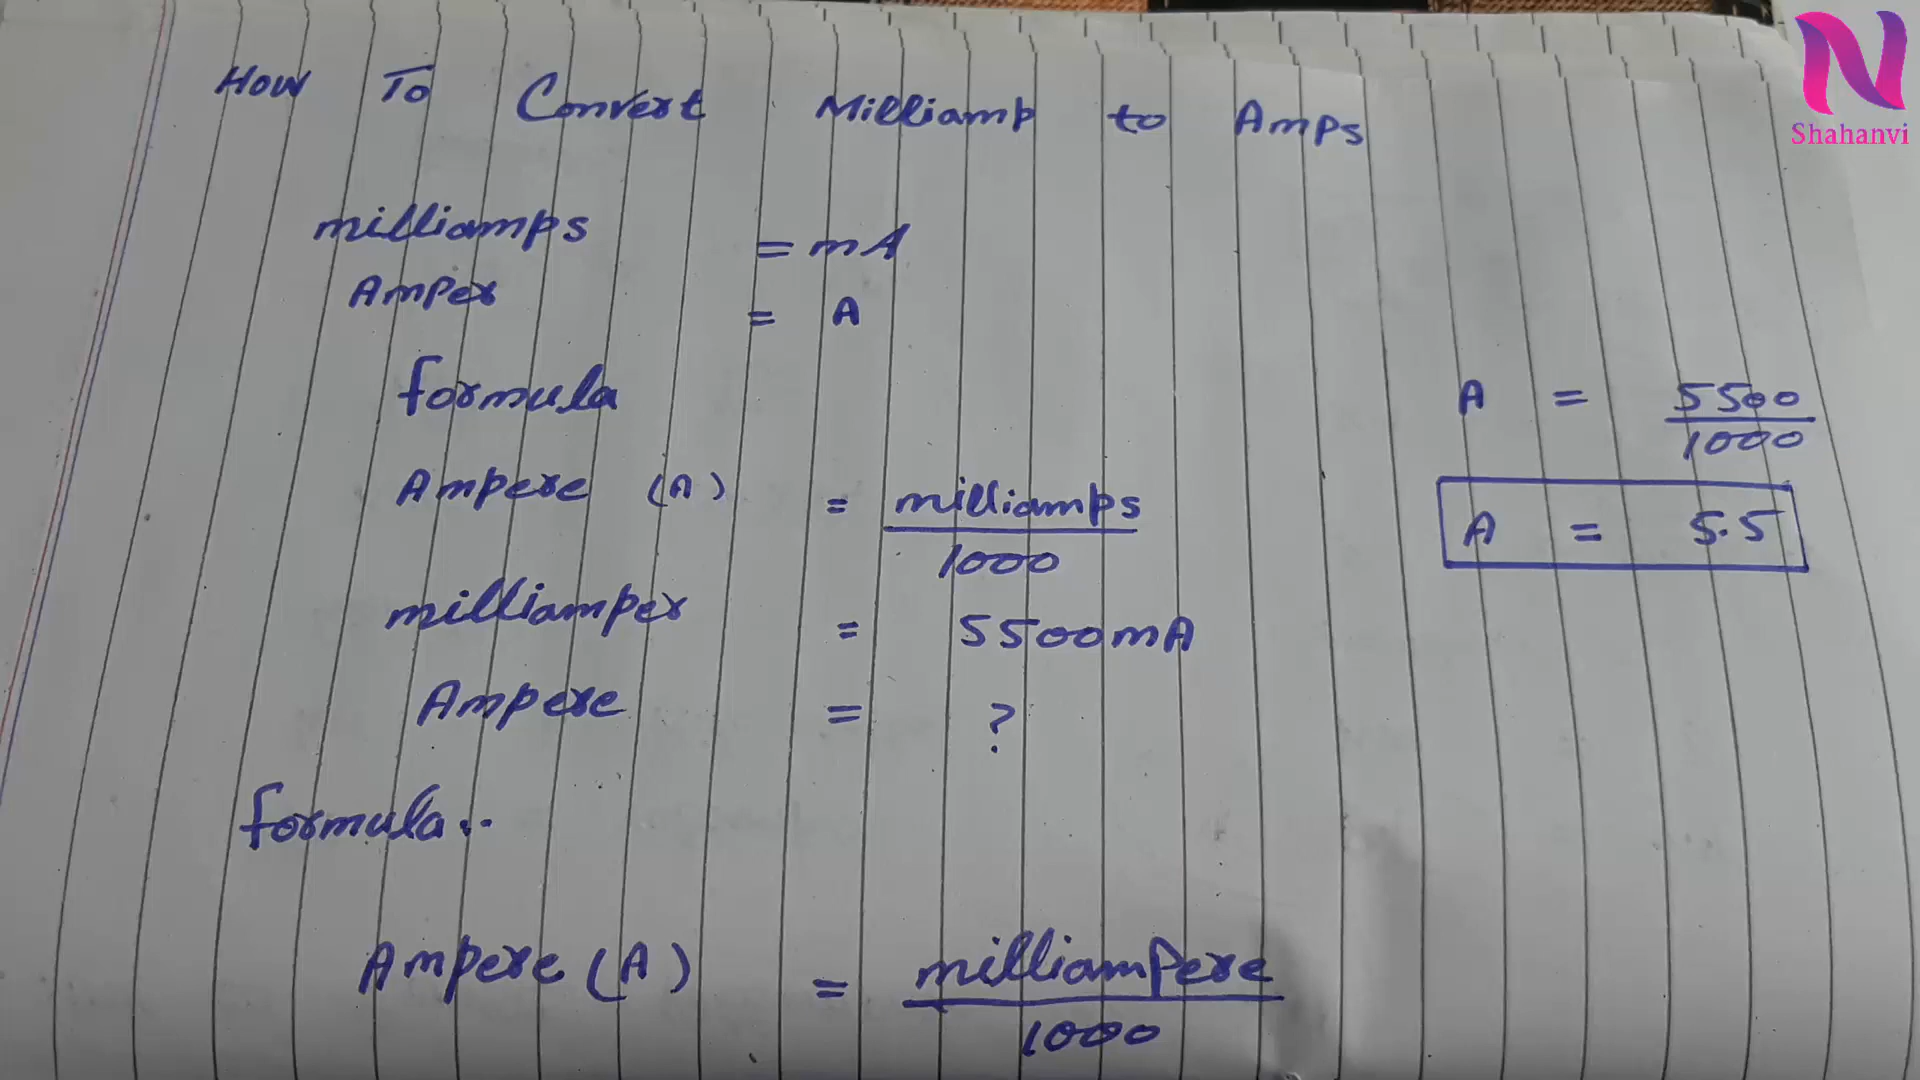 How To Convert Milliamp to Amps
milliamps = mA
Amper = A
formula
Ampere (A) = milliamps
1000
milliamper = 5500mA
Ampere = ?
formula..
Ampere (A) = milliampere
1000
A = 5500
1000
A = 5.5
Shahanvi